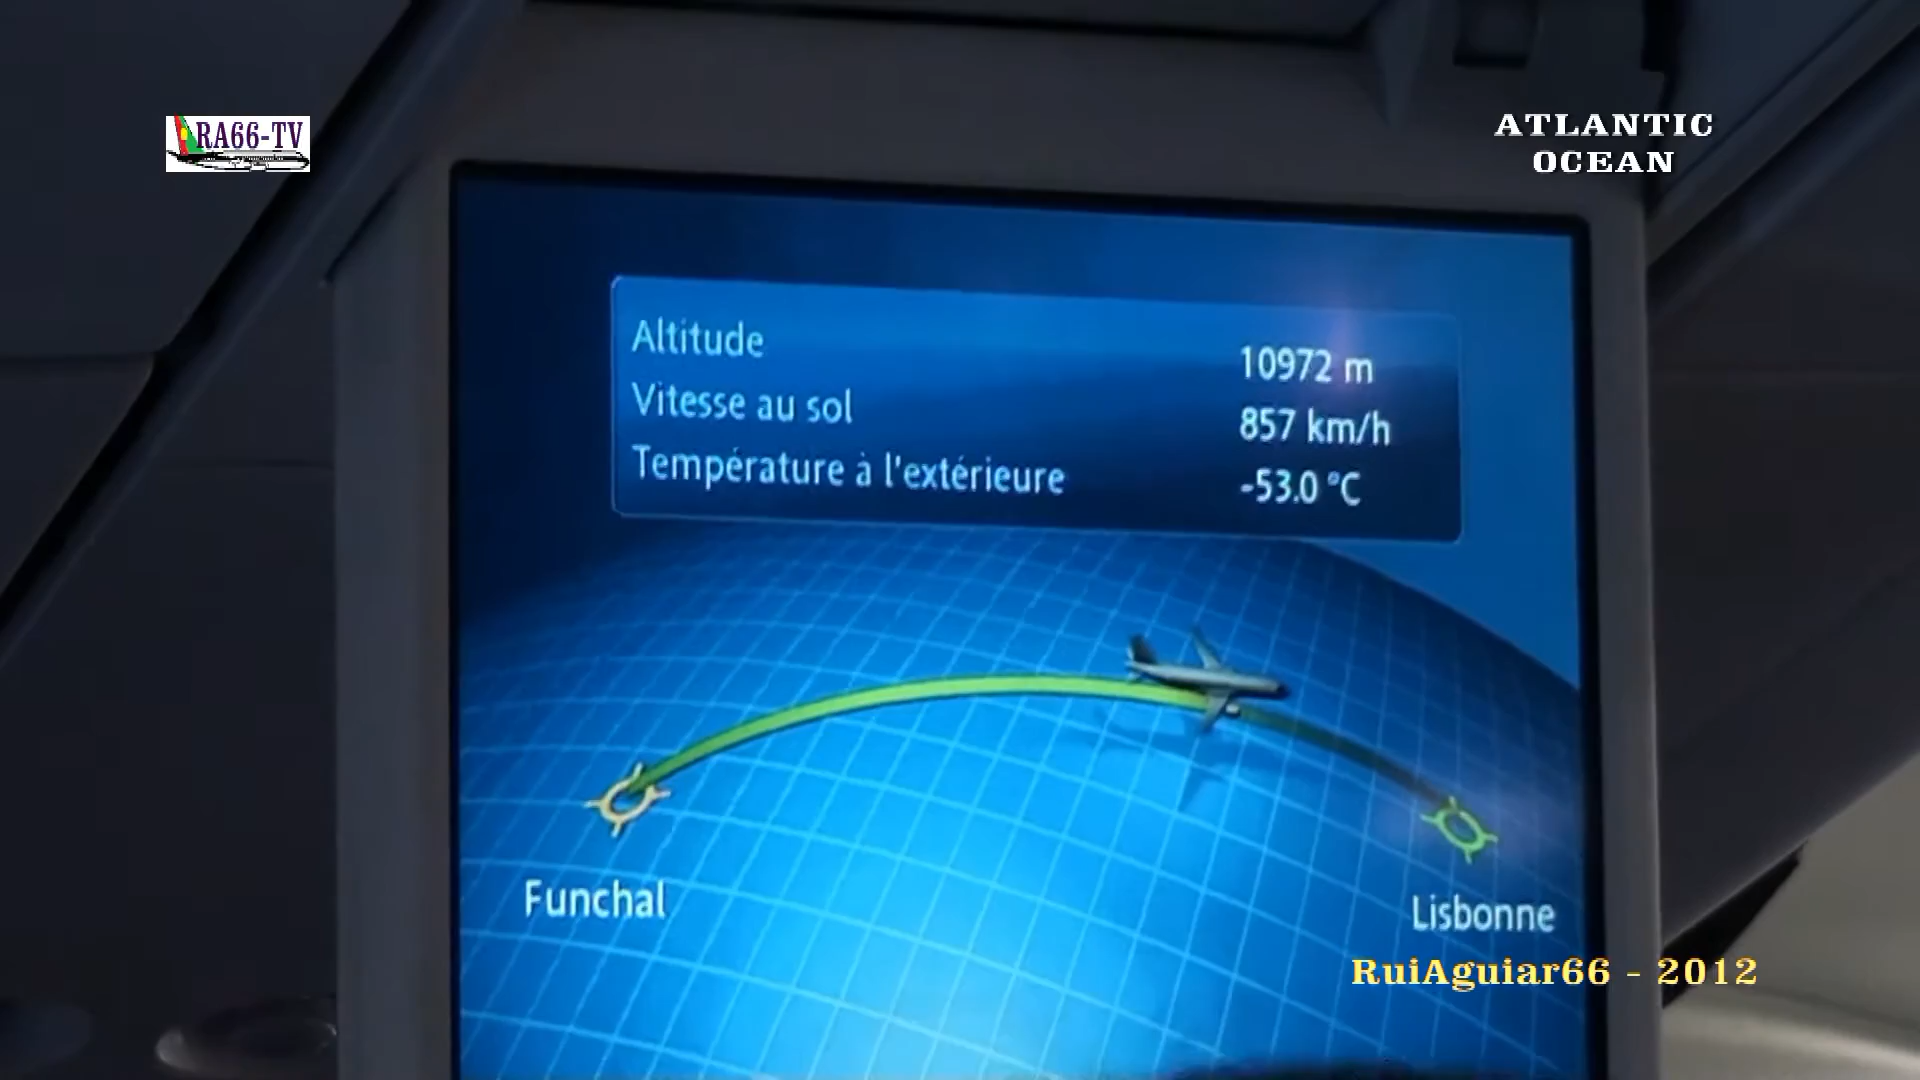 RA66-TV
ATLANTIC
OCEAN
Altitude 10972 m
Vitesse au sol 857 km/h
Température à l'extérieure -53.0 °C
Funchal
Lisbonne
RuiAguiar66 - 2012